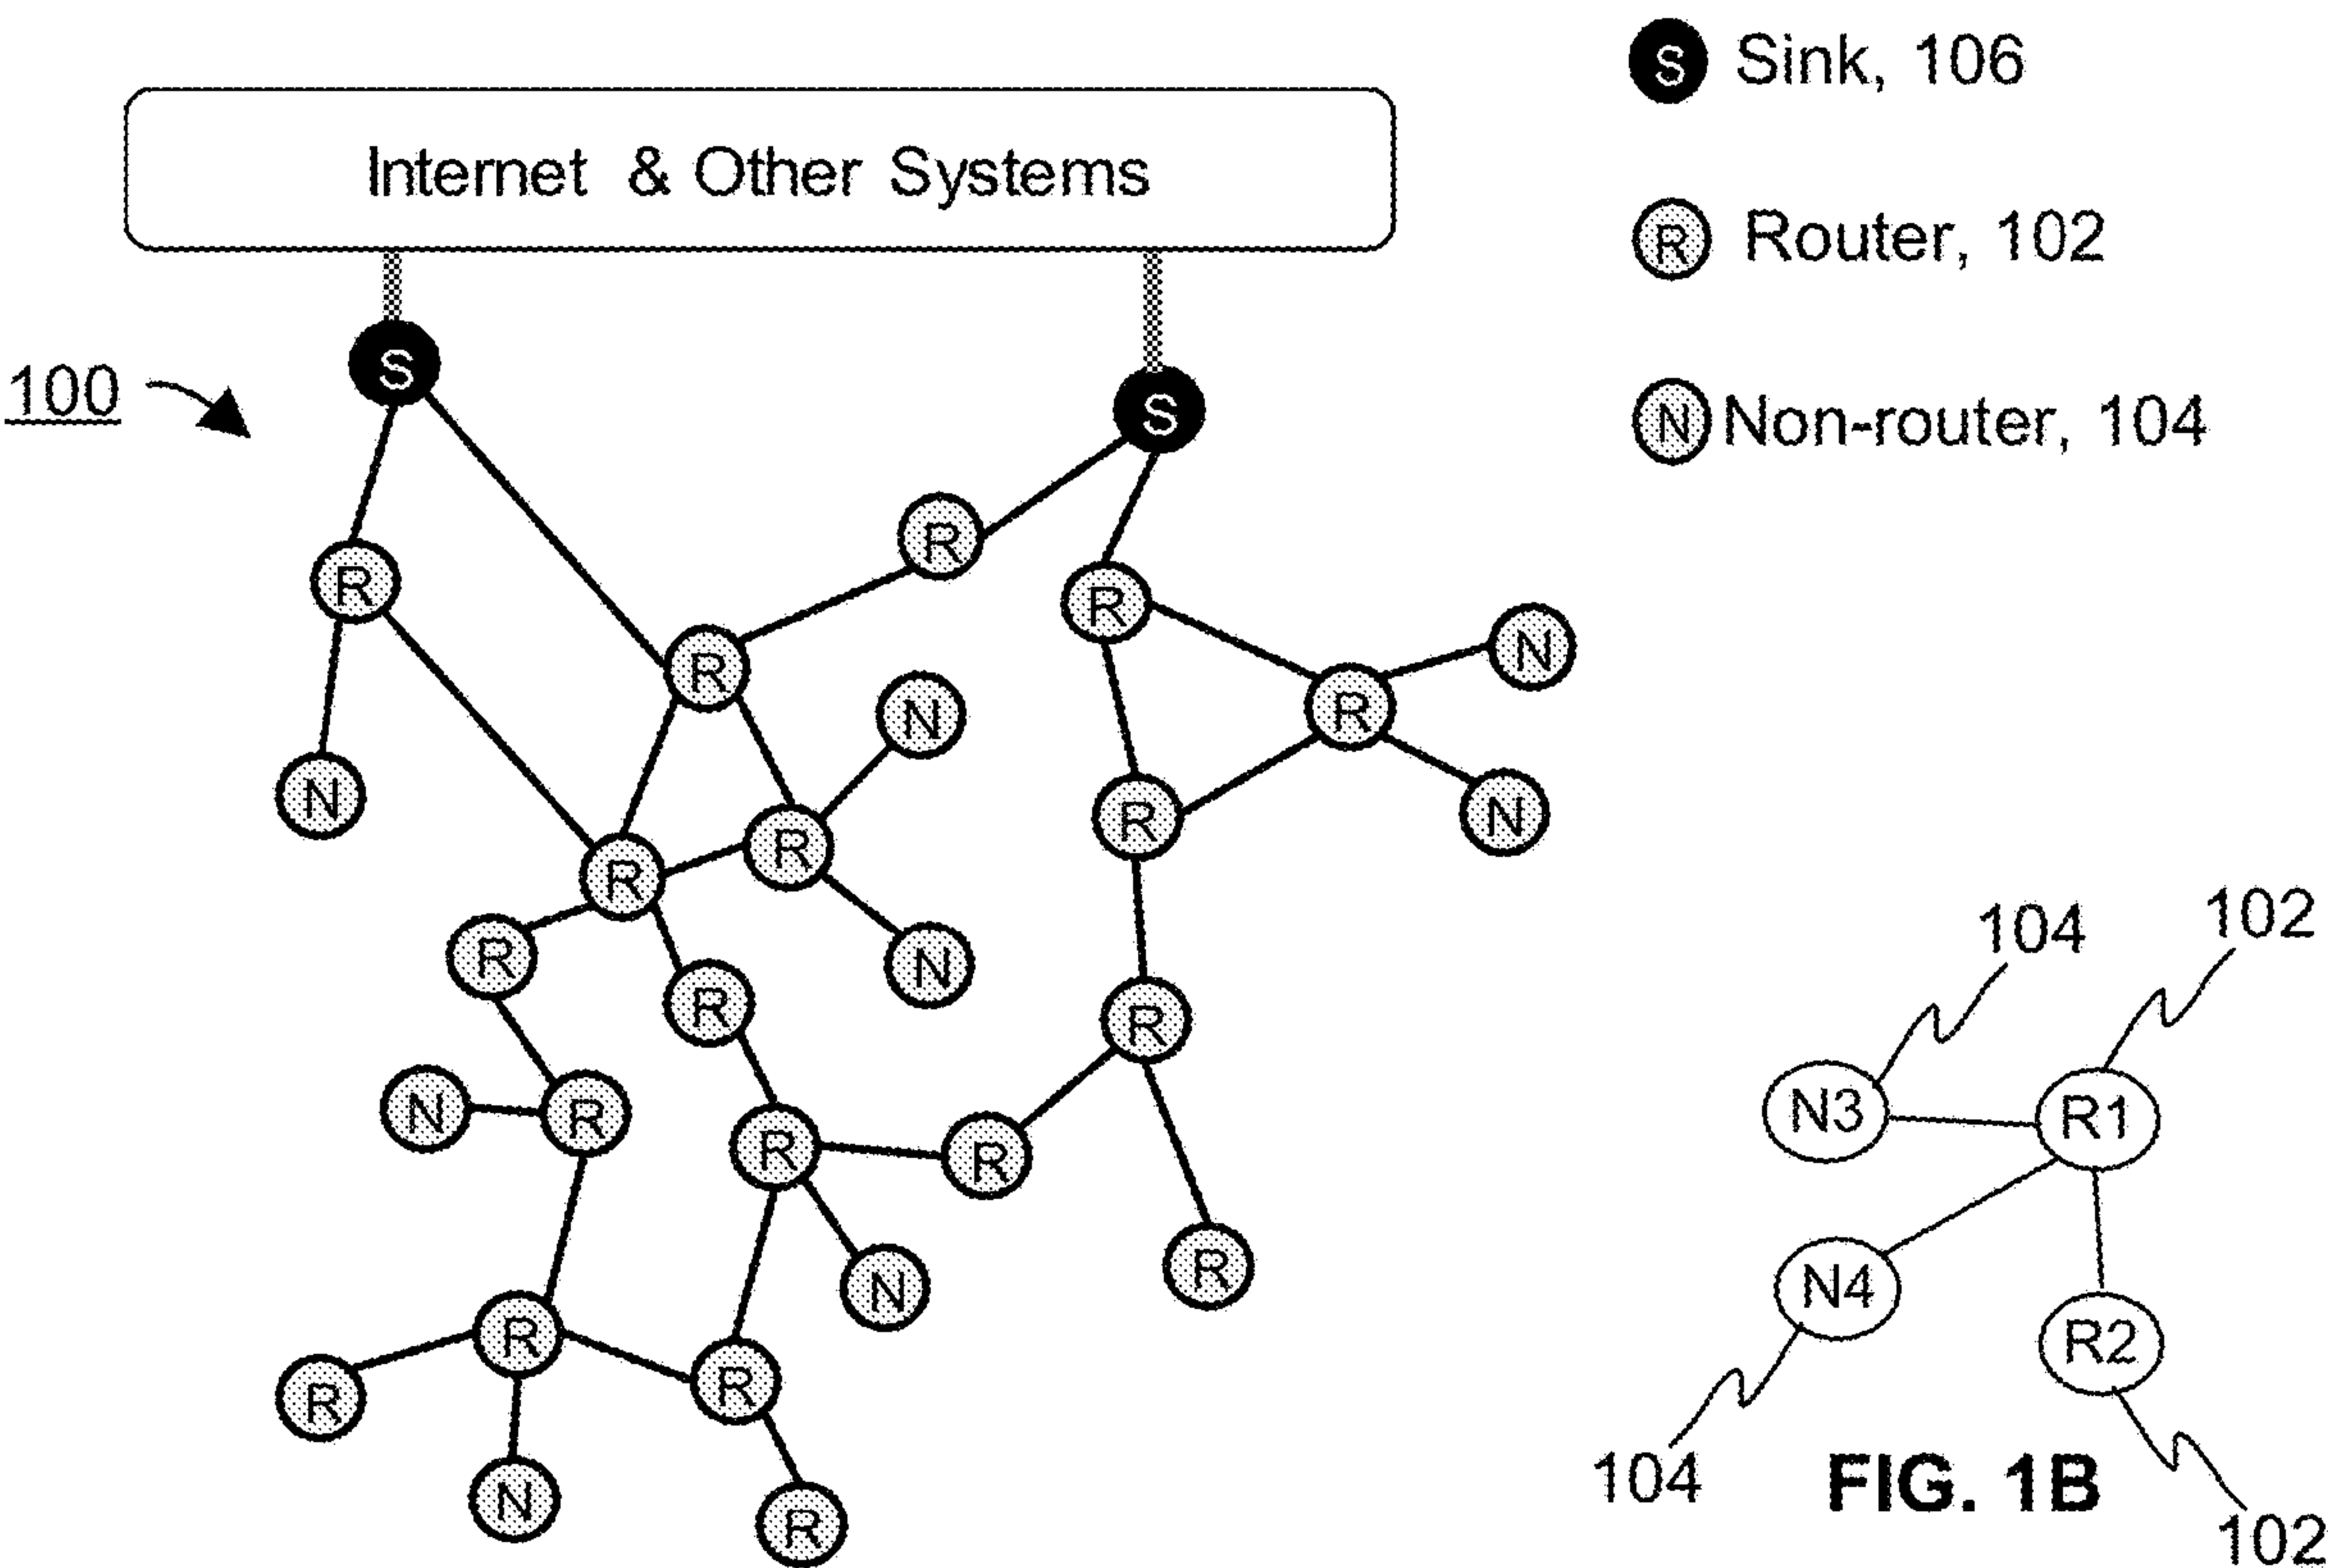 S Sink, 106
Internet & Other Systems
R Router, 102
S
100
S
N Non-router, 104
R
R
R
N
R
N
R
N
R
N
R
R
R
104
102
R
N
R
R
N
R
N3
R1
R
R
R
N
N4
R
R
R
R2
R
N
104
FIG. 1B
R
102